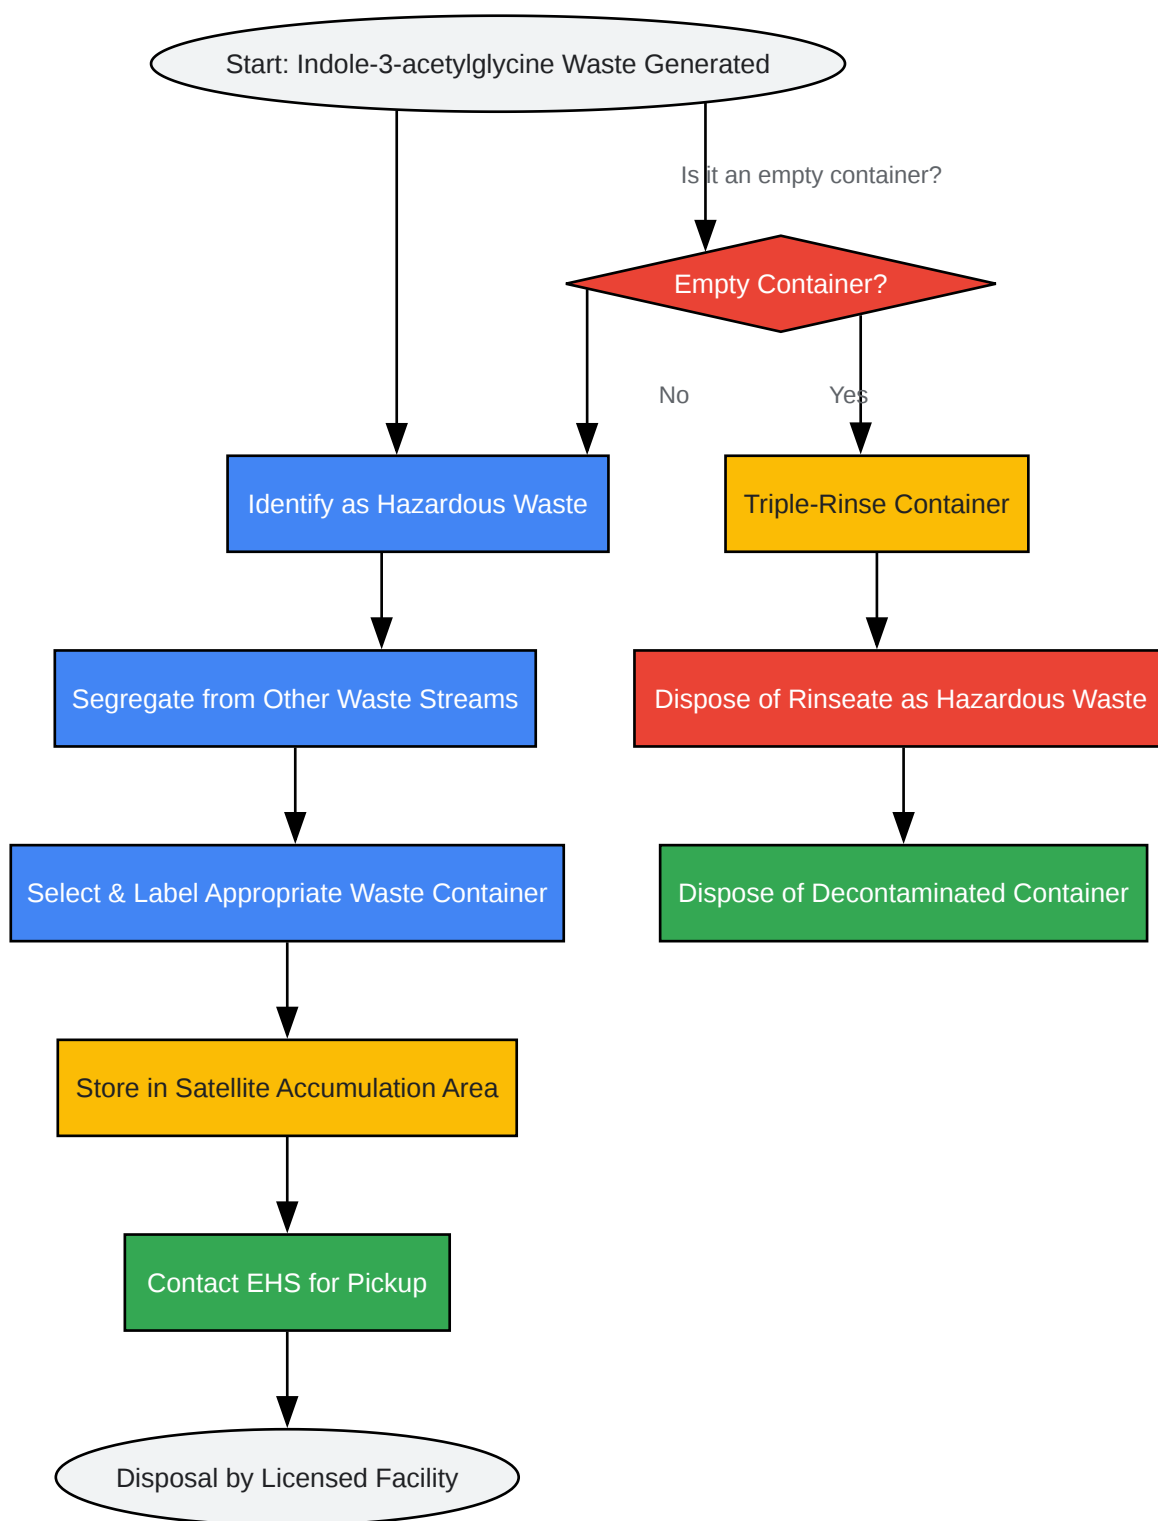 Start: Indole-3-acetylglycine Waste Generated
Is it an empty container?
Empty Container?
No
Yes
Identify as Hazardous Waste
Triple-Rinse Container
Segregate from Other Waste Streams
Dispose of Rinseate as Hazardous Waste
Select & Label Appropriate Waste Container
Dispose of Decontaminated Container
Store in Satellite Accumulation Area
Contact EHS for Pickup
Disposal by Licensed Facility